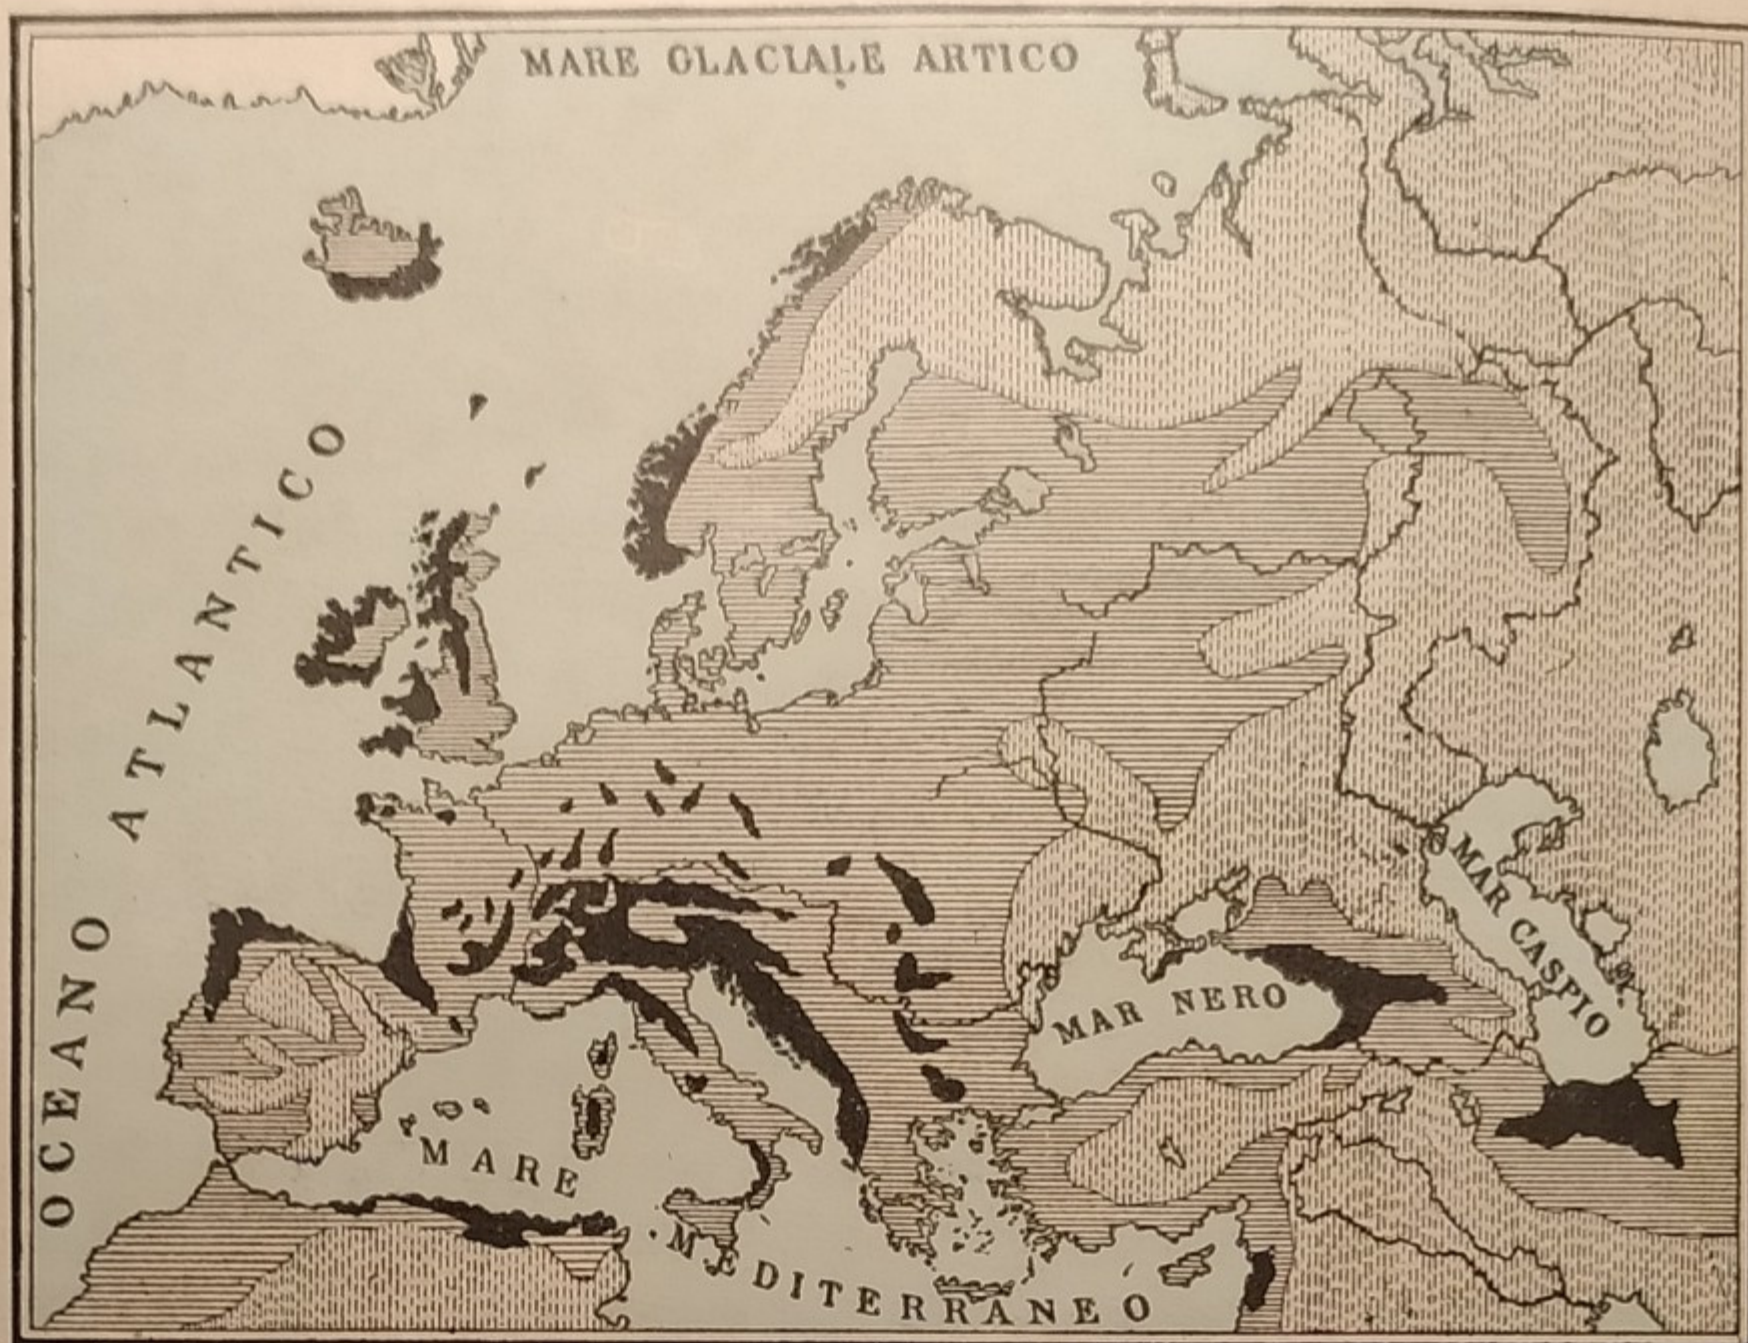 MARE GLACIALE ARTICO
OCEANO ATLANTICO
MAR CASPIO
MAR NERO
MARE
MEDITERRANEO